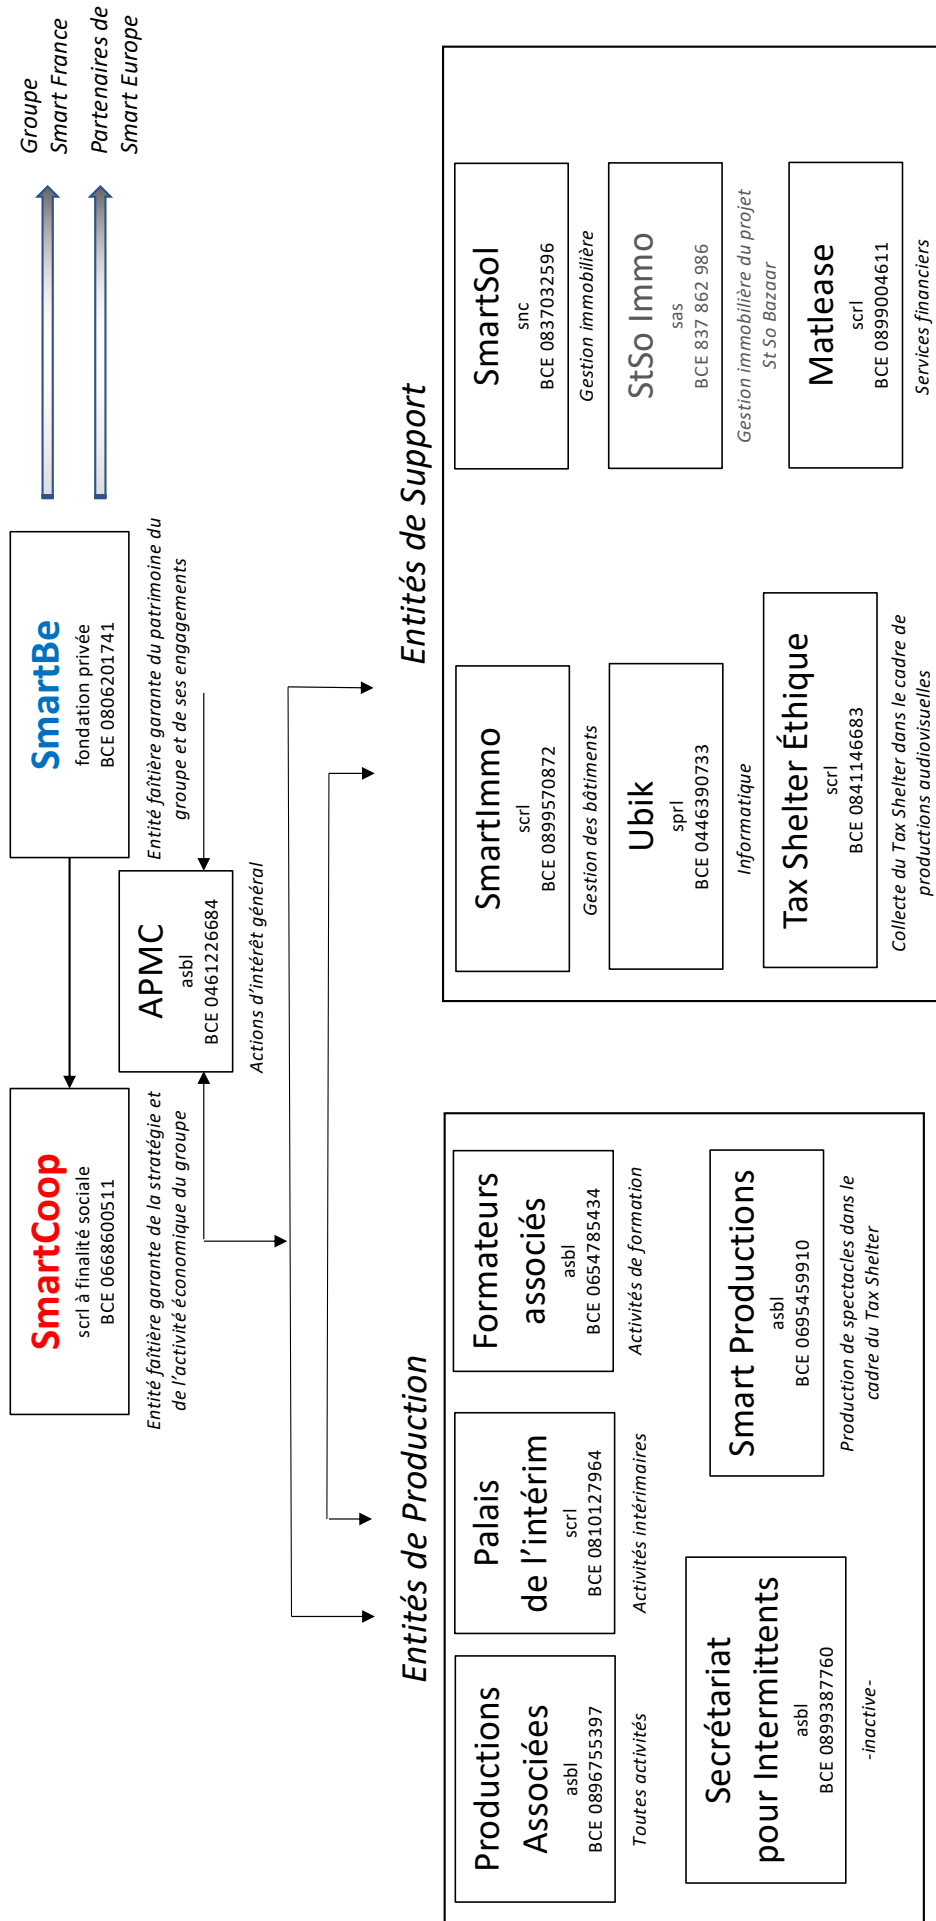 SmartCoop
scrl à finalité sociale
BCE 0668600511
Entité faîtière garante de la stratégie et
de l'activité économique du groupe
SmartBe
fondation privée
BCE 0806201741
Entité faîtière garante du patrimoine du
groupe et de ses engagements
Groupe
Smart France
Partenaires de
Smart Europe
APMC
asbl
BCE 0461226684
Actions d'intérêt général
Entités de Production
Productions
Associées
asbl
BCE 0896755397
Toutes activités
Palais
de l'intérim
scrl
BCE 0810127964
Activités intérimaires
Formateurs
associés
asbl
BCE 0654785434
Activités de formation
Secrétariat
pour Intermittents
asbl
BCE 0899387760
-inactive-
Smart Productions
asbl
BCE 0695459910
Production de spectacles dans le
cadre du Tax Shelter
Entités de Support
SmartImmo
scrl
BCE 0899570872
Gestion des bâtiments
SmartSol
snc
BCE 0837032596
Gestion immobilière
Ubik
sprl
BCE 0446390733
Informatique
StSo Immo
sas
BCE 837 862 986
Gestion immobilière du projet
St So Bazaar
Tax Shelter Éthique
scrl
BCE 0841146683
Collecte du Tax Shelter dans le cadre de
productions audiovisuelles
Matlease
scrl
BCE 0899004611
Services financiers